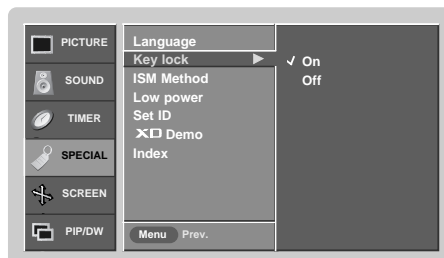 PICTURE
SOUND
TIMER
SPECIAL
SCREEN
PIP/DW
Language
Key lock
ISM Method
Low power
Set ID
XD Demo
Index
Menu Prev.
On
Off